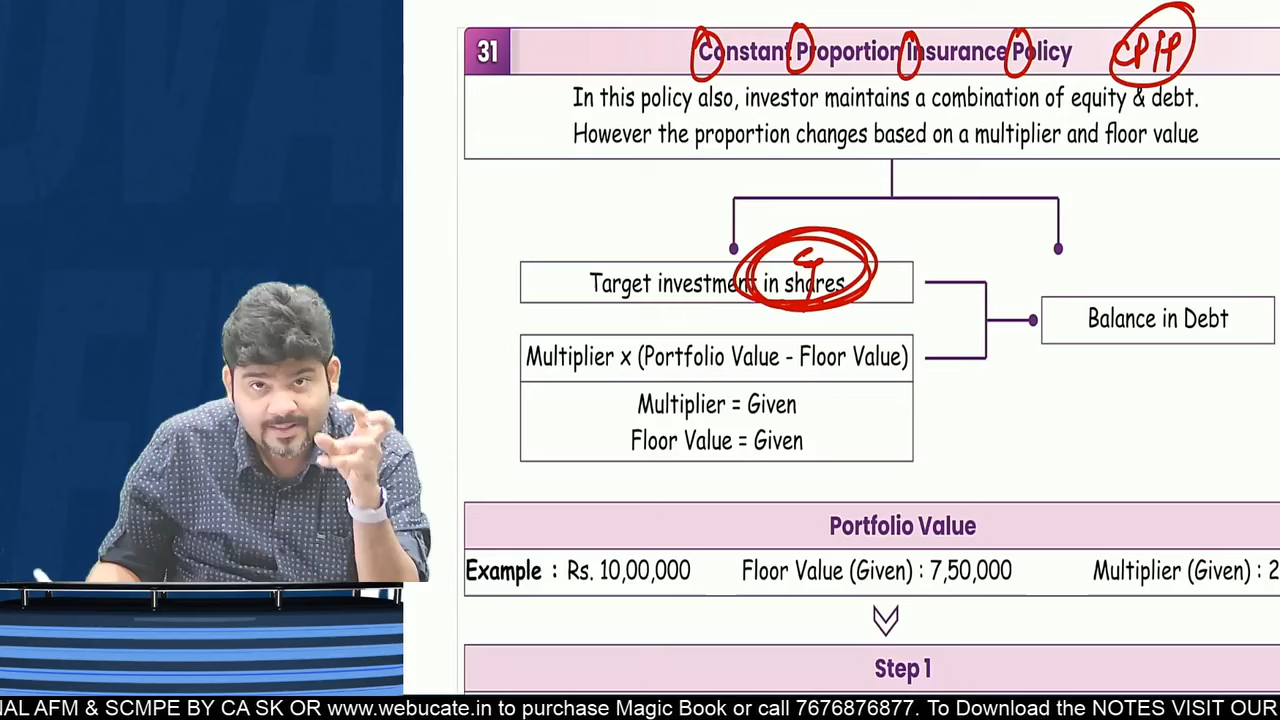 31
Constant Proportion Insurance Policy
CPIP
In this policy also, investor maintains a combination of equity & debt.
However the proportion changes based on a multiplier and floor value
Target investment in shares
Balance in Debt
Multiplier x (Portfolio Value - Floor Value)
Multiplier = Given
Floor Value = Given
Portfolio Value
Example : Rs. 10,00,000 Floor Value (Given) : 7,50,000 Multiplier (Given) : 2
Step 1
NAL AFM & SCMPE BY CA SK OR www.webucate.in to purchase Magic Book or call 7676876877. To Download the NOTES VISIT OUR